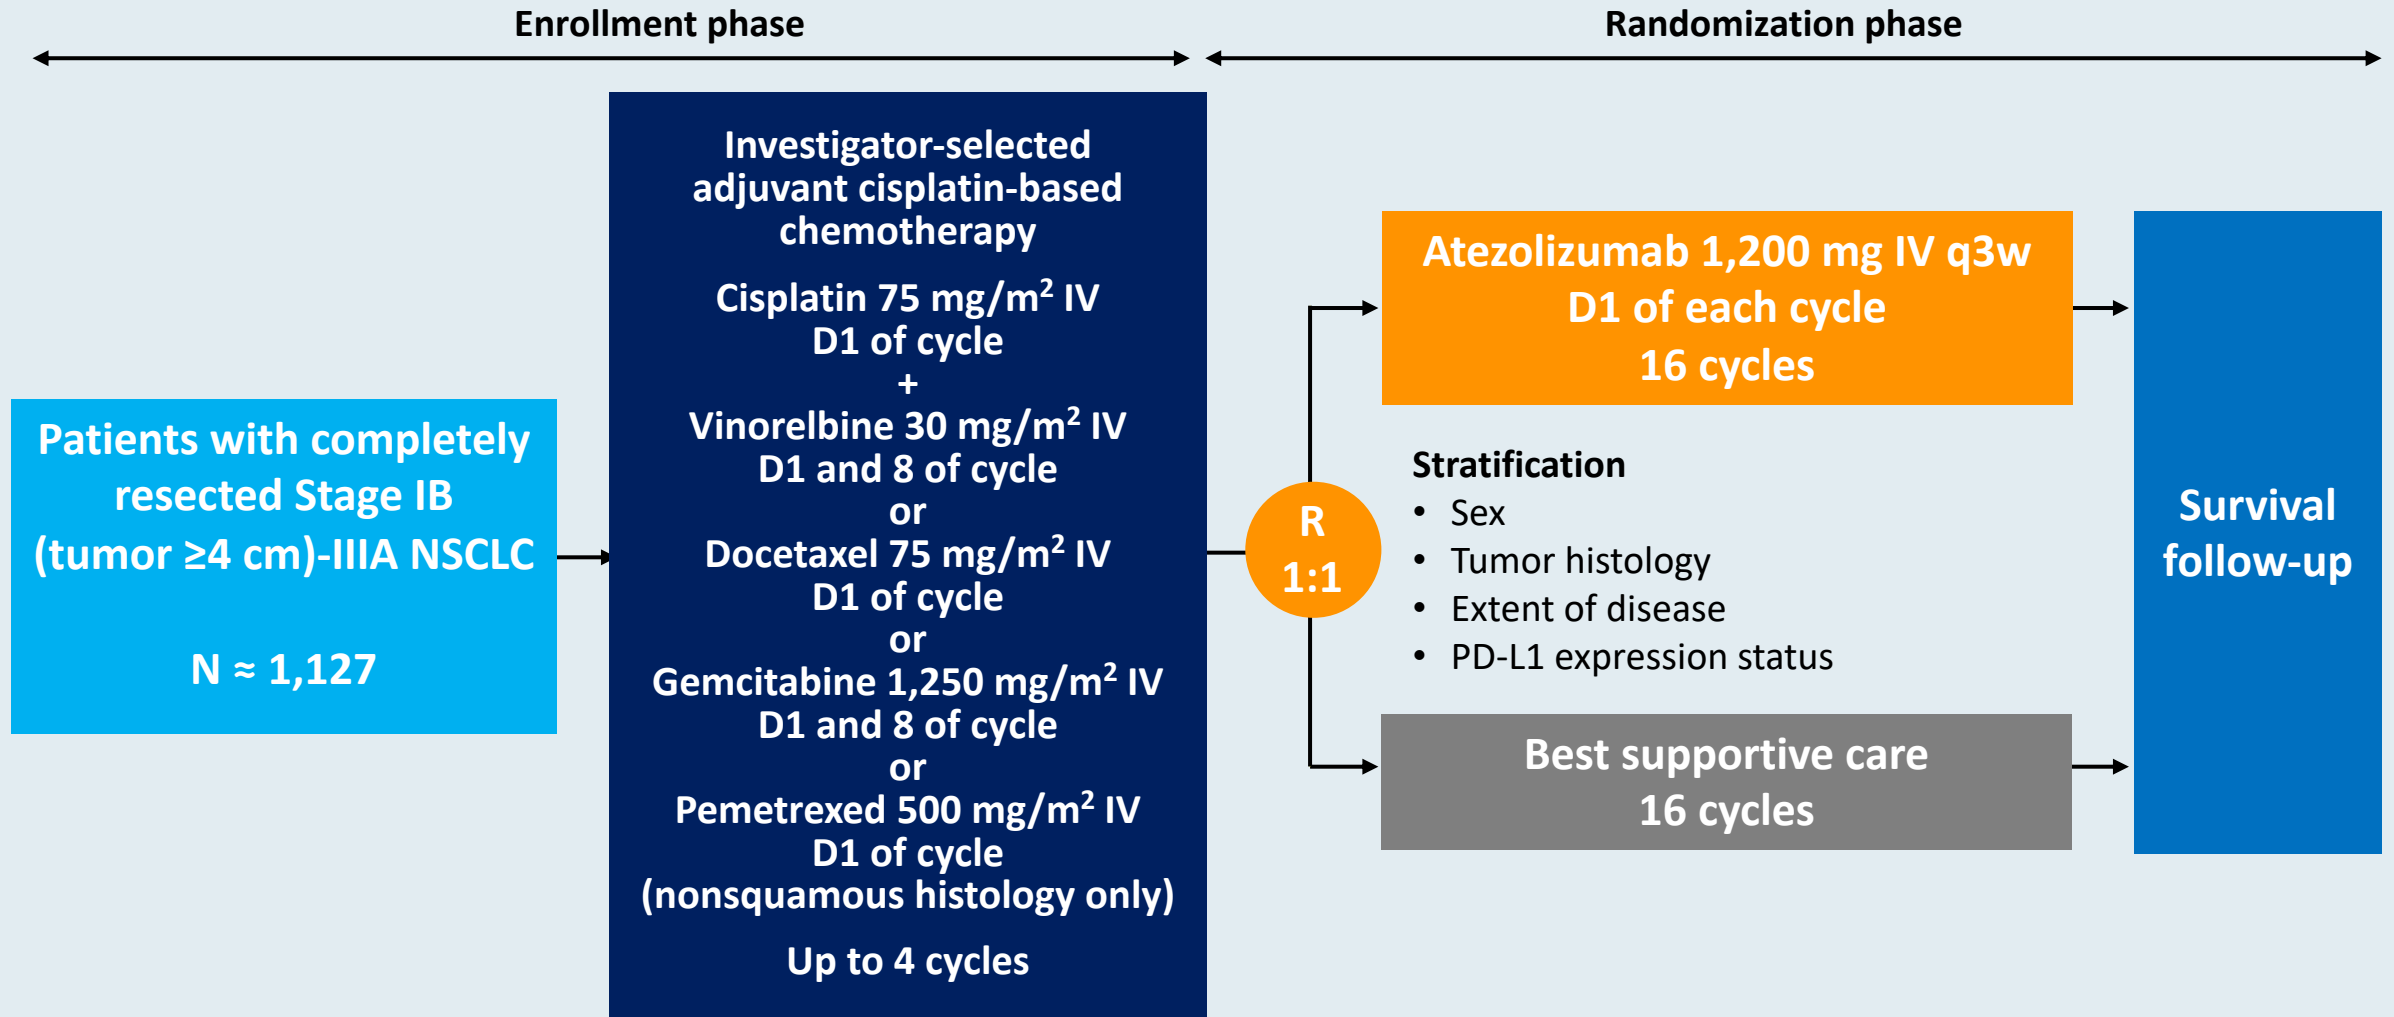 Enrollment phase
Randomization phase
Patients with completely
resected Stage IB
(tumor ≥4 cm)-IIIA NSCLC
N ≈ 1,127
Investigator-selected
adjuvant cisplatin-based
chemotherapy
Cisplatin 75 mg/m² IV
D1 of cycle
+
Vinorelbine 30 mg/m² IV
D1 and 8 of cycle
or
Docetaxel 75 mg/m² IV
D1 of cycle
or
Gemcitabine 1,250 mg/m² IV
D1 and 8 of cycle
or
Pemetrexed 500 mg/m² IV
D1 of cycle
(nonsquamous histology only)
Up to 4 cycles
R
1:1
Atezolizumab 1,200 mg IV q3w
D1 of each cycle
16 cycles
Stratification
• Sex
• Tumor histology
• Extent of disease
• PD-L1 expression status
Best supportive care
16 cycles
Survival
follow-up